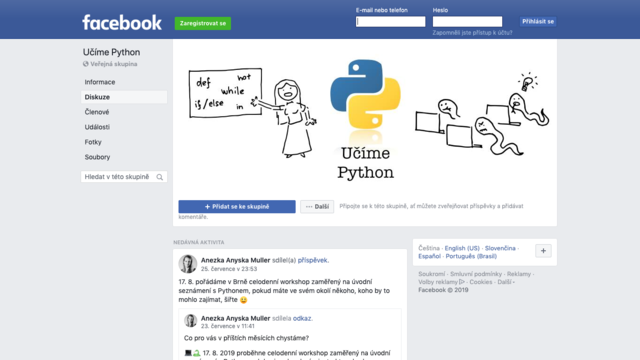 facebook
Zaregistrovat se
E-mail nebo telefon
Heslo
Přihlásit se
Zapomněli jste přístup k účtu?
Učíme Python
Veřejná skupina
Informace
Diskuze
Členové
Události
Fotky
Soubory
Hledat v této skupině
def not
while
if/else in
Učíme
Python
+ Přidat se ke skupině
··· Další
Připojte se k této skupině, ať můžete zveřejňovat příspěvky a přidávat
komentáře.
NEDÁVNÁ AKTIVITA
Anezka Anyska Muller sdílel(a) příspěvek.
25. července v 23:53
17. 8. pořádáme v Brně celodenní workshop zaměřený na úvodní
seznámení s Pythonem, pokud máte ve svém okolí někoho, koho by to
mohlo zajímat, šiřte 😀
Anezka Anyska Muller sdílela odkaz.
23. července v 11:41
Co pro vás v příštích měsících chystáme?
17. 8. 2019 proběhne celodenní workshop zaměřený na úvodní
Čeština · English (US) · Slovenčina ·
Español · Português (Brasil)
+
Soukromí · Smluvní podmínky · Reklamy ·
Volby reklamy · Cookies · Další
Facebook © 2019